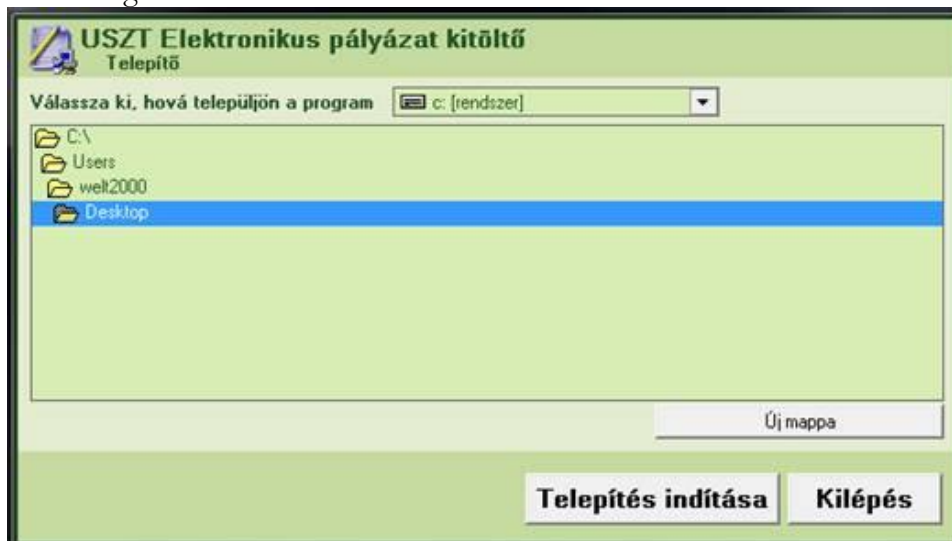 USZT Elektronikus pályázat kitöltő
Telepítő
Válassza ki, hová települjön a program c: [rendszer]
C:\
Users
welt2000
Desktop
Új mappa
Telepítés indítása Kilépés